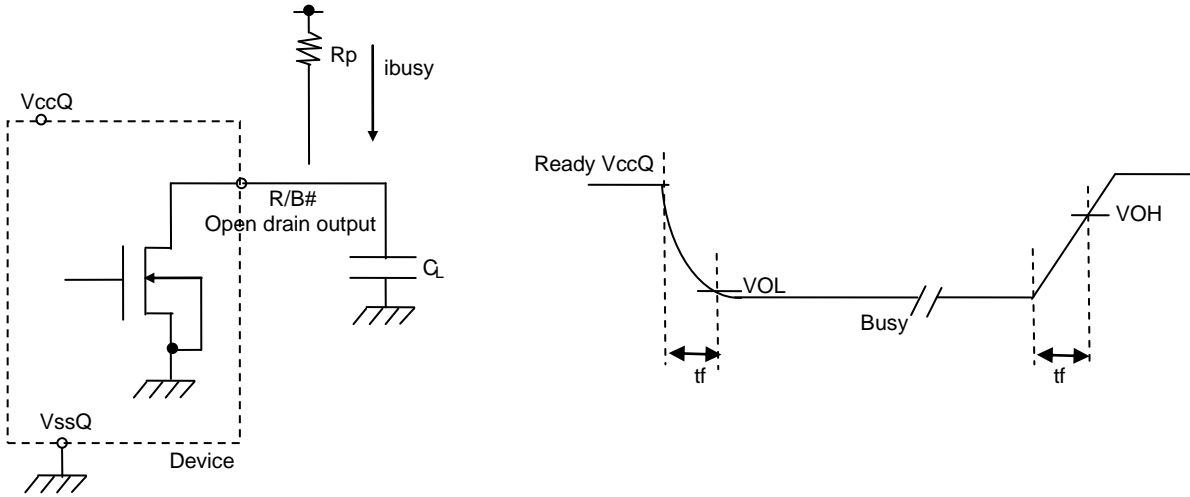 Rp
ibusy
VccQ
R/B#
Open drain output
CL
VssQ
Device
Ready VccQ
VOH
VOL
Busy
tf
tf